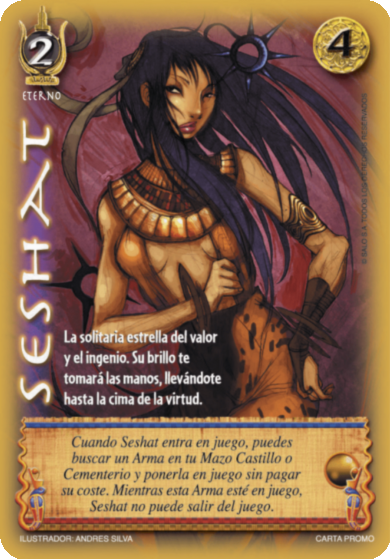 2
4
ETERNO
SESHAT
La solitaria estrella del valor
y el ingenio. Su brillo te
tomará las manos, llevándote
hasta la cima de la virtud.
Cuando Seshat entra en juego, puedes
buscar un Arma en tu Mazo Castillo o
Cementerio y ponerla en juego sin pagar
su coste. Mientras esta Arma esté en juego,
Seshat no puede salir del juego.
ILUSTRADOR: ANDRES SILVA
CARTA PROMO